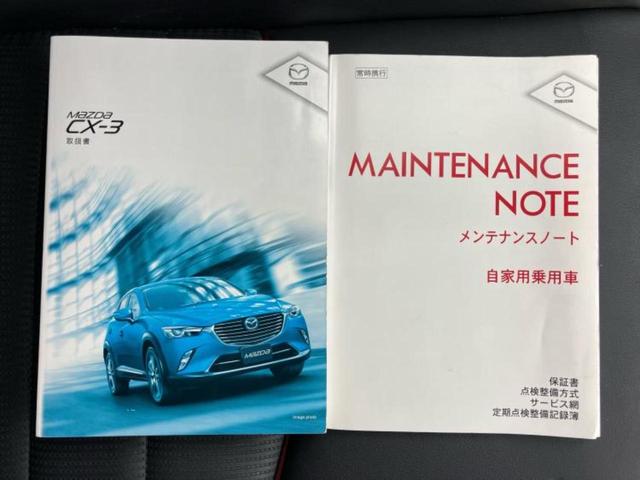 mazda
CX-3
取扱書
mazda
MAZDA
Image photo
常時携行
mazda
MAINTENANCE
NOTE
メンテナンスノート
自家用乗用車
保証書
点検整備方式
サービス網
定期点検整備記録簿